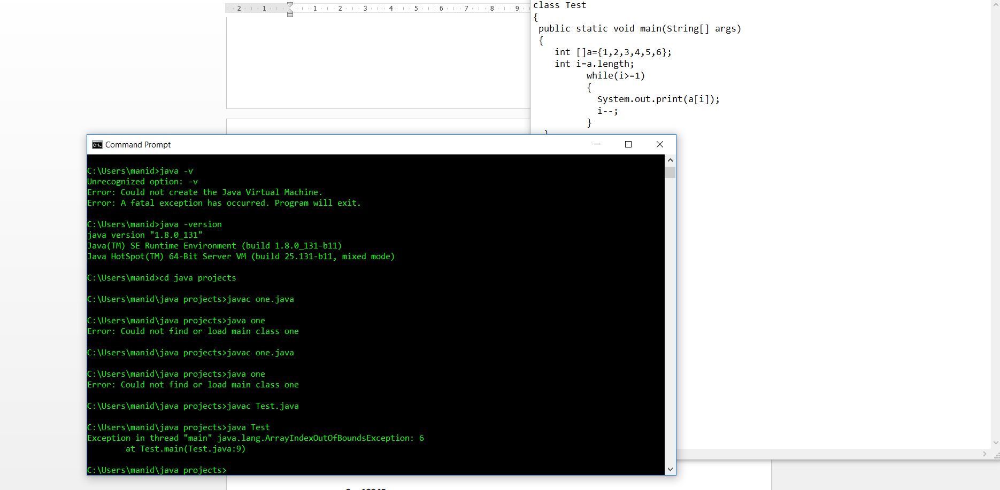 2 1 1 2 3 4 5 6 7 8 9
class Test
{
public static void main(String[] args)
{
int []a={1,2,3,4,5,6};
int i=a.length;
while(i>=1)
{
System.out.print(a[i]);
i--;
}
Command Prompt
C:\Users\manid>java -v
Unrecognized option: -v
Error: Could not create the Java Virtual Machine.
Error: A fatal exception has occurred. Program will exit.
C:\Users\manid>java -version
java version "1.8.0_131"
Java(TM) SE Runtime Environment (build 1.8.0_131-b11)
Java HotSpot(TM) 64-Bit Server VM (build 25.131-b11, mixed mode)
C:\Users\manid>cd java projects
C:\Users\manid\java projects>javac one.java
C:\Users\manid\java projects>java one
Error: Could not find or load main class one
C:\Users\manid\java projects>javac one.java
C:\Users\manid\java projects>java one
Error: Could not find or load main class one
C:\Users\manid\java projects>javac Test.java
C:\Users\manid\java projects>java Test
Exception in thread "main" java.lang.ArrayIndexOutOfBoundsException: 6
at Test.main(Test.java:9)
C:\Users\manid\java projects>